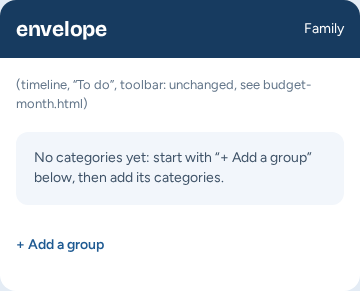 envelope
Family
(timeline, “To do”, toolbar: unchanged, see budget-
month.html)
No categories yet: start with “+ Add a group”
below, then add its categories.
+ Add a group